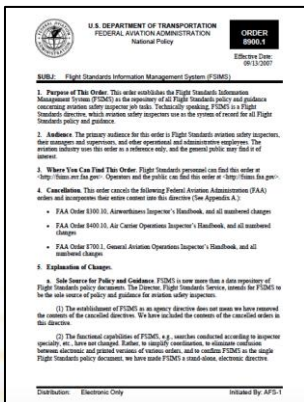 U.S. DEPARTMENT OF TRANSPORTATION
FEDERAL AVIATION ADMINISTRATION
National Policy
ORDER
8900.1
Effective Date:
09/13/2007
SUBJ: Flight Standards Information Management System (FSIMS)
1. Purpose of This Order. This order establishes the Flight Standards Information
Management System (FSIMS) as the repository of all Flight Standards policy and guidance
concerning aviation safety inspector job tasks. Technically speaking, FSIMS is a Flight
Standards directive, which aviation safety inspectors use as the system of record for all Flight
Standards policy and guidance.
2. Audience. The primary audience for this order is Flight Standards aviation safety inspectors,
their managers and supervisors, and other operational and administrative employees. The
aviation industry uses this order as a reference only, and the general public may find it of
interest.
3. Where You Can Find This Order. Flight Standards personnel can find this order at
<http://fsims.avs.faa.gov>. Operators and the public can find this order at <http://fsims.faa.gov>.
4. Cancellation. This order cancels the following Federal Aviation Administration (FAA)
orders and incorporates their entire content into this directive (See Appendix A.):
• FAA Order 8300.10, Airworthiness Inspector's Handbook, and all numbered changes
• FAA Order 8400.10, Air Carrier Operations Inspector's Handbook, and all numbered
changes
• FAA Order 8700.1, General Aviation Operations Inspector's Handbook, and all
numbered changes
5. Explanation of Changes.
a. Sole Source for Policy and Guidance. FSIMS is now more than a data repository of
Flight Standards policy documents. The Director, Flight Standards Service, intends for FSIMS to
be the sole source of policy and guidance for aviation safety inspectors.
(1) The establishment of FSIMS as an agency directive does not mean we have removed
the contents of the cancelled directives. We have included the contents of the cancelled orders in
this directive.
(2) The functional capabilities of FSIMS, e.g., searches conducted according to inspector
specialty, etc., have not changed. Rather, to simplify coordination, to eliminate confusion
between electronic and printed versions of various orders, and to confirm FSIMS as the single
Flight Standards policy document, we have made FSIMS a stand-alone, electronic directive.
Distribution: Electronic Only
Initiated By: AFS-1